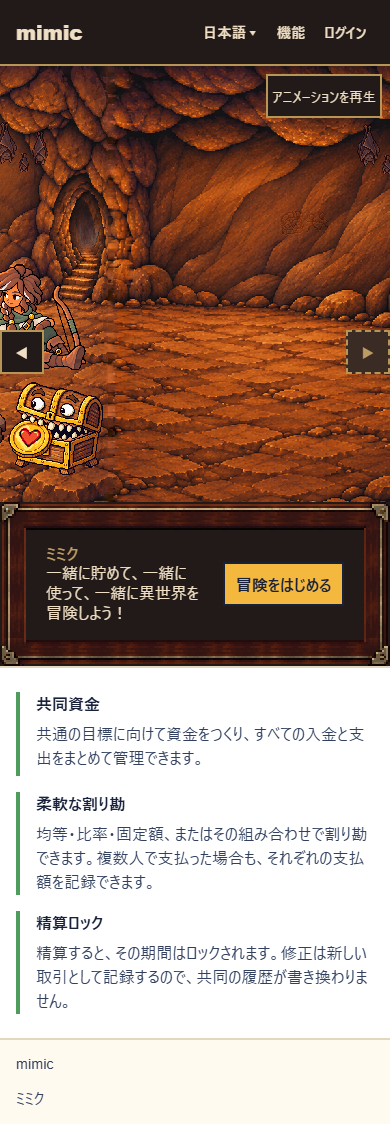 mimic
日本語 ▾ 機能 ログイン
アニメーションを再生
◀ ▶
ミミク
一緒に貯めて、一緒に
使って、一緒に異世界を
冒険しよう！
冒険をはじめる
共同資金
共通の目標に向けて資金をつくり、すべての入金と支
出をまとめて管理できます。
柔軟な割り勘
均等・比率・固定額、またはその組み合わせで割り勘
できます。複数人で支払った場合も、それぞれの支払
額を記録できます。
精算ロック
精算すると、その期間はロックされます。修正は新しい
取引として記録するので、共同の履歴が書き換わりま
せん。
mimic
ミミク